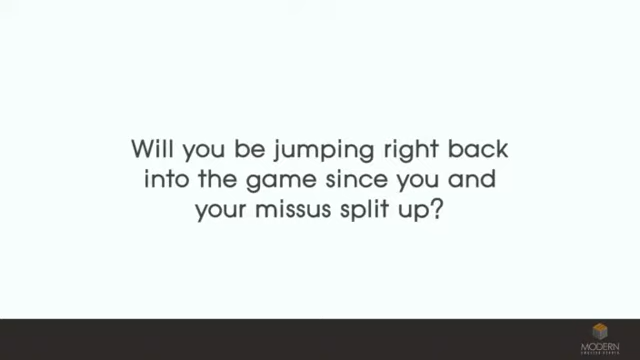 Will you be jumping right back
into the game since you and
your missus split up?
MODERN